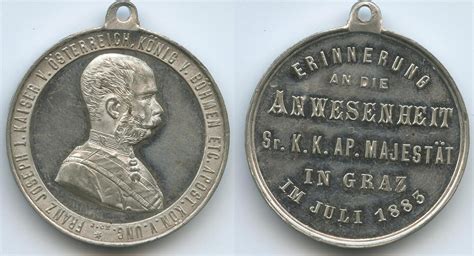 FRANZ JOSEPH I. KAISER V. ÖSTERREICH, KÖNIG V. BÖHMEN ETC. APOST. KÖN. V. UNG.
ERINNERUNG
AN DIE
ANWESENHEIT
Sr. K. K. AP. MAJESTÄT
IN GRAZ
IM JULI 1883